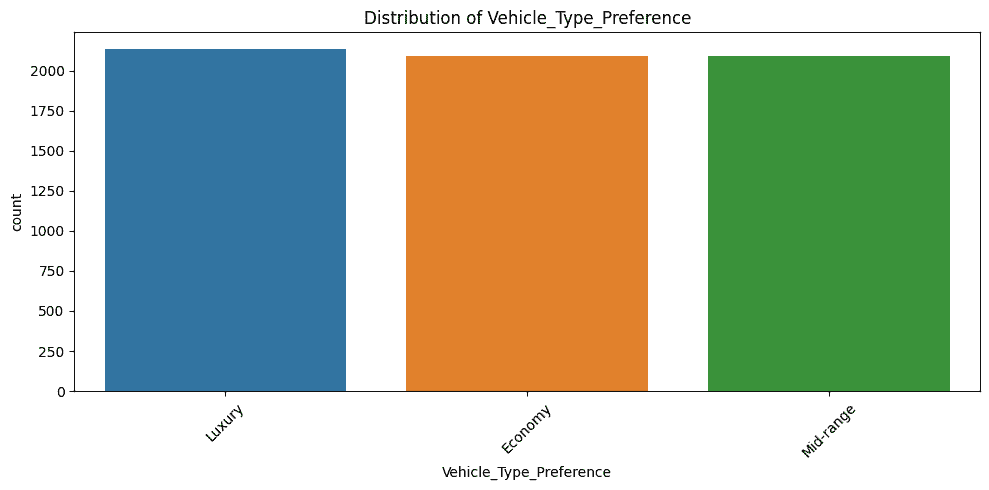 Distribution of Vehicle_Type_Preference
count
2000
1750
1500
1250
1000
750
500
250
0
Luxury
Economy
Mid-range
Vehicle_Type_Preference